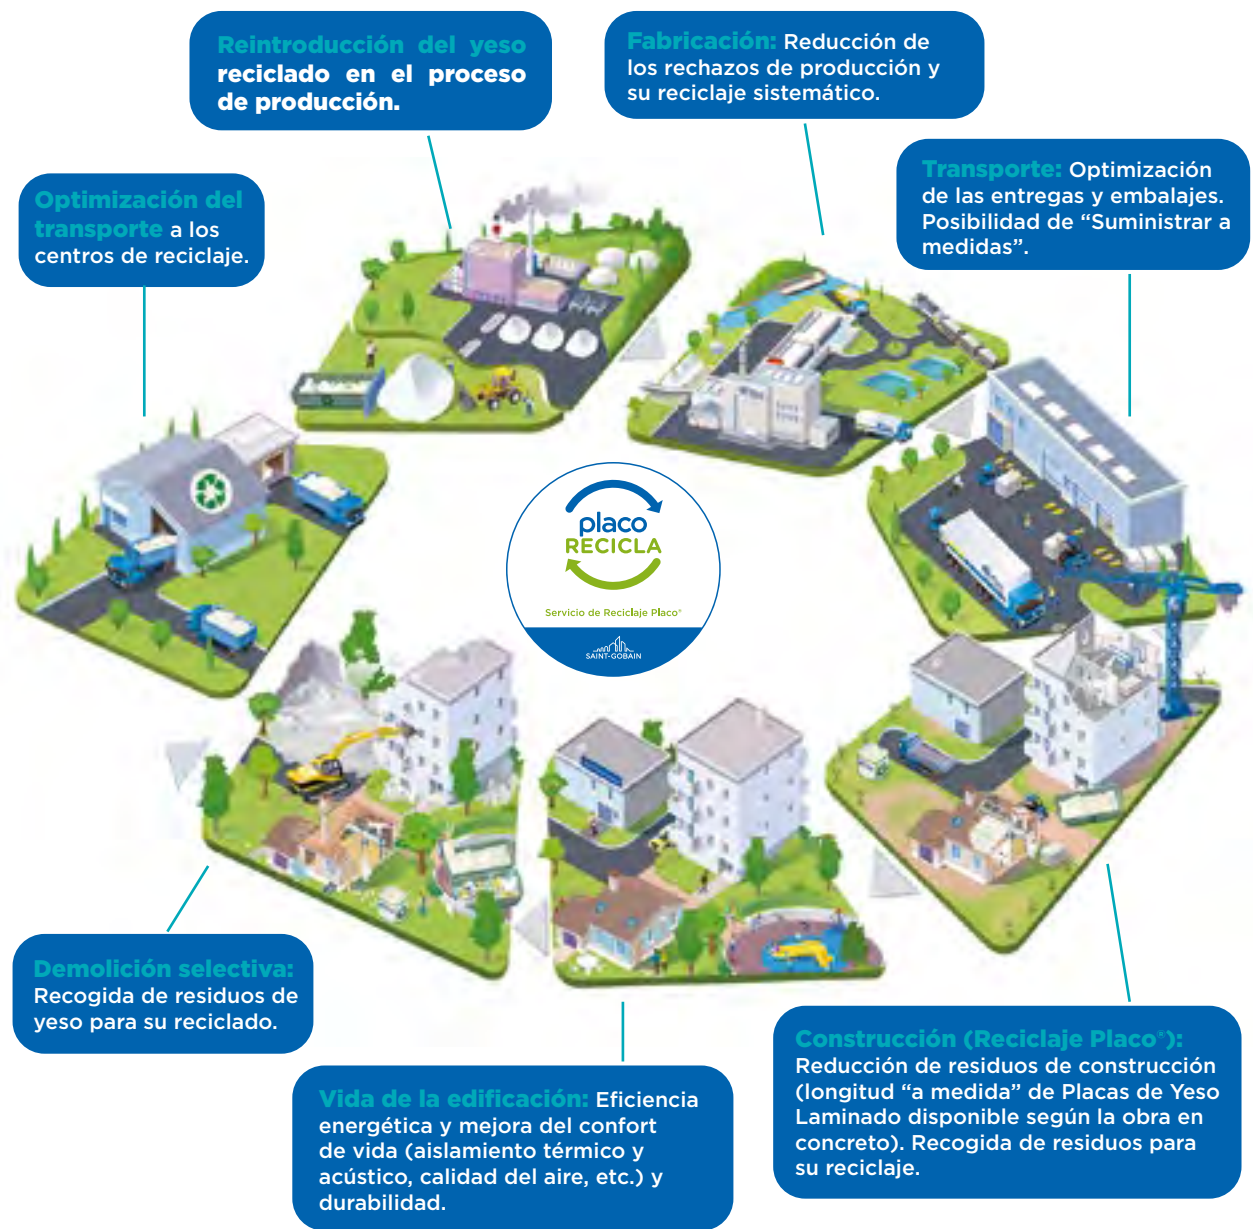 Reintroducción del yeso
reciclado en el proceso
de producción.
Fabricación: Reducción de
los rechazos de producción y
su reciclaje sistemático.
Transporte: Optimización
de las entregas y embalajes.
Posibilidad de “Suministrar a
medidas”.
Optimización del
transporte a los
centros de reciclaje.
placo
RECICLA
Servicio de Reciclaje Placo®
SAINT-GOBAIN
Demolición selectiva:
Recogida de residuos de
yeso para su reciclado.
Vida de la edificación: Eficiencia
energética y mejora del confort
de vida (aislamiento térmico y
acústico, calidad del aire, etc.) y
durabilidad.
Construcción (Reciclaje Placo®):
Reducción de residuos de construcción
(longitud “a medida” de Placas de Yeso
Laminado disponible según la obra en
concreto). Recogida de residuos para
su reciclaje.